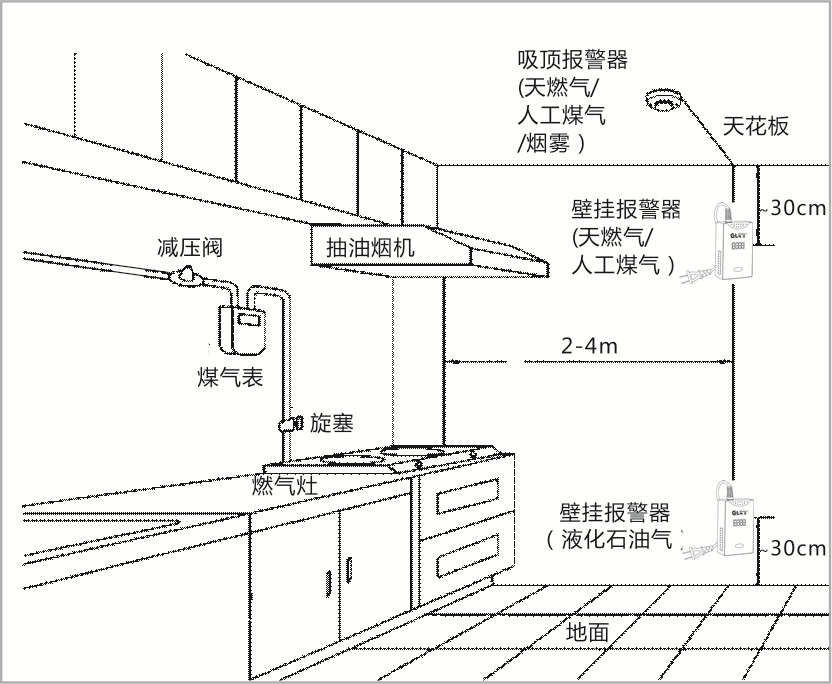 吸顶报警器
(天燃气/
人工煤气
/烟雾 )
天花板
壁挂报警器
(天燃气/
人工煤气 )
~30cm
减压阀
抽油烟机
2-4m
煤气表
旋塞
燃气灶
壁挂报警器
( 液化石油气 )
~30cm
地面